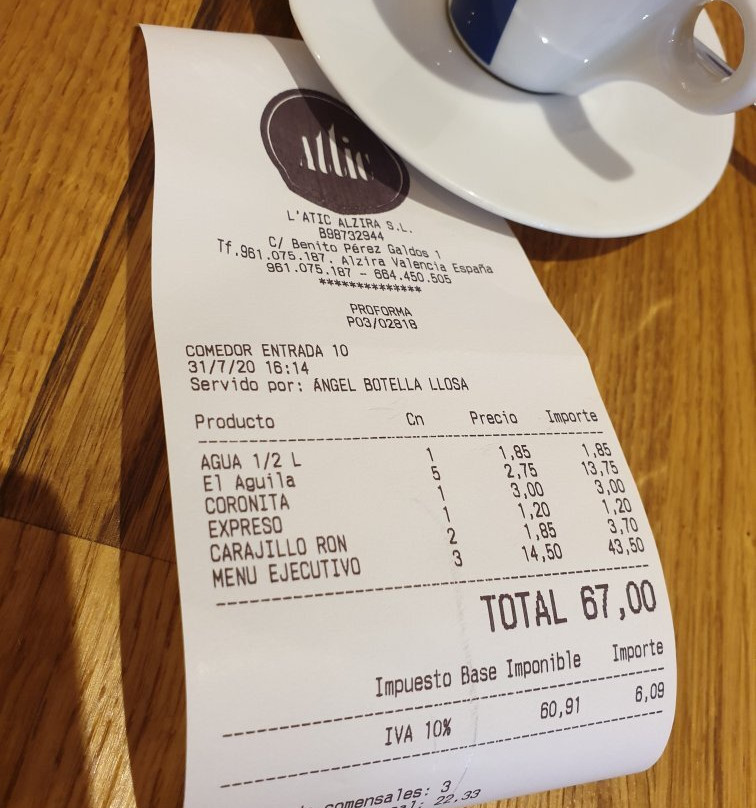 attic
L'ATIC ALZIRA S.L.
B98732944
C/ Benito Pérez Galdos 1
Tf.961.075.187. Alzira Valencia España
961.075.187 - 664.450.505
**************
PROFORMA
P03/02818
COMEDOR ENTRADA 10
31/7/20 16:14
Servido por: ÁNGEL BOTELLA LLOSA
Producto Cn Precio Importe
AGUA 1/2 L 1 1,85 1,85
El Aguila 5 2,75 13,75
CORONITA 1 3,00 3,00
EXPRESO 1 1,20 1,20
CARAJILLO RON 2 1,85 3,70
MENU EJECUTIVO 3 14,50 43,50
TOTAL 67,00
Impuesto Base Imponible Importe
IVA 10% 60,91 6,09
comensales: 3
22,33